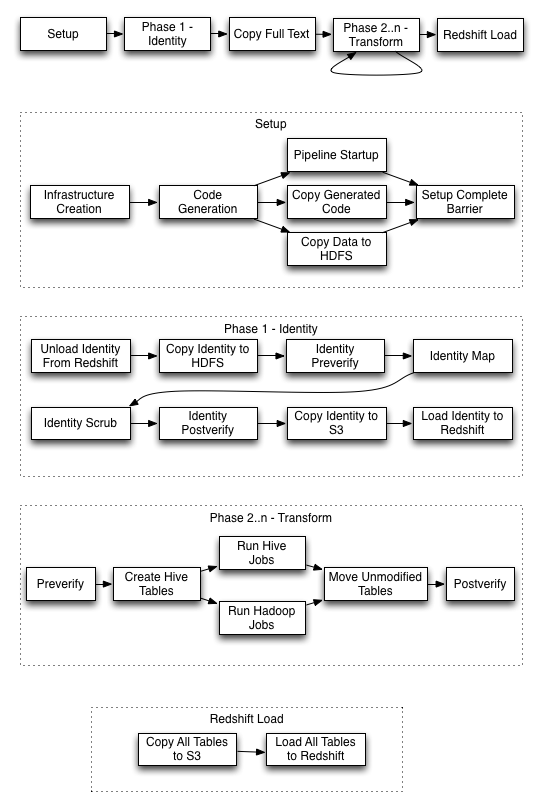 Setup
Phase 1 -
Identity
Copy Full Text
Phase 2..n -
Transform
Redshift Load
Setup
Infrastructure
Creation
Code
Generation
Pipeline Startup
Copy Generated
Code
Copy Data to
HDFS
Setup Complete
Barrier
Phase 1 - Identity
Unload Identity
From Redshift
Copy Identity to
HDFS
Identity
Preverify
Identity Map
Identity Scrub
Identity
Postverify
Copy Identity to
S3
Load Identity to
Redshift
Phase 2..n - Transform
Preverify
Create Hive
Tables
Run Hive
Jobs
Run Hadoop
Jobs
Move Unmodified
Tables
Postverify
Redshift Load
Copy All Tables
to S3
Load All Tables
to Redshift